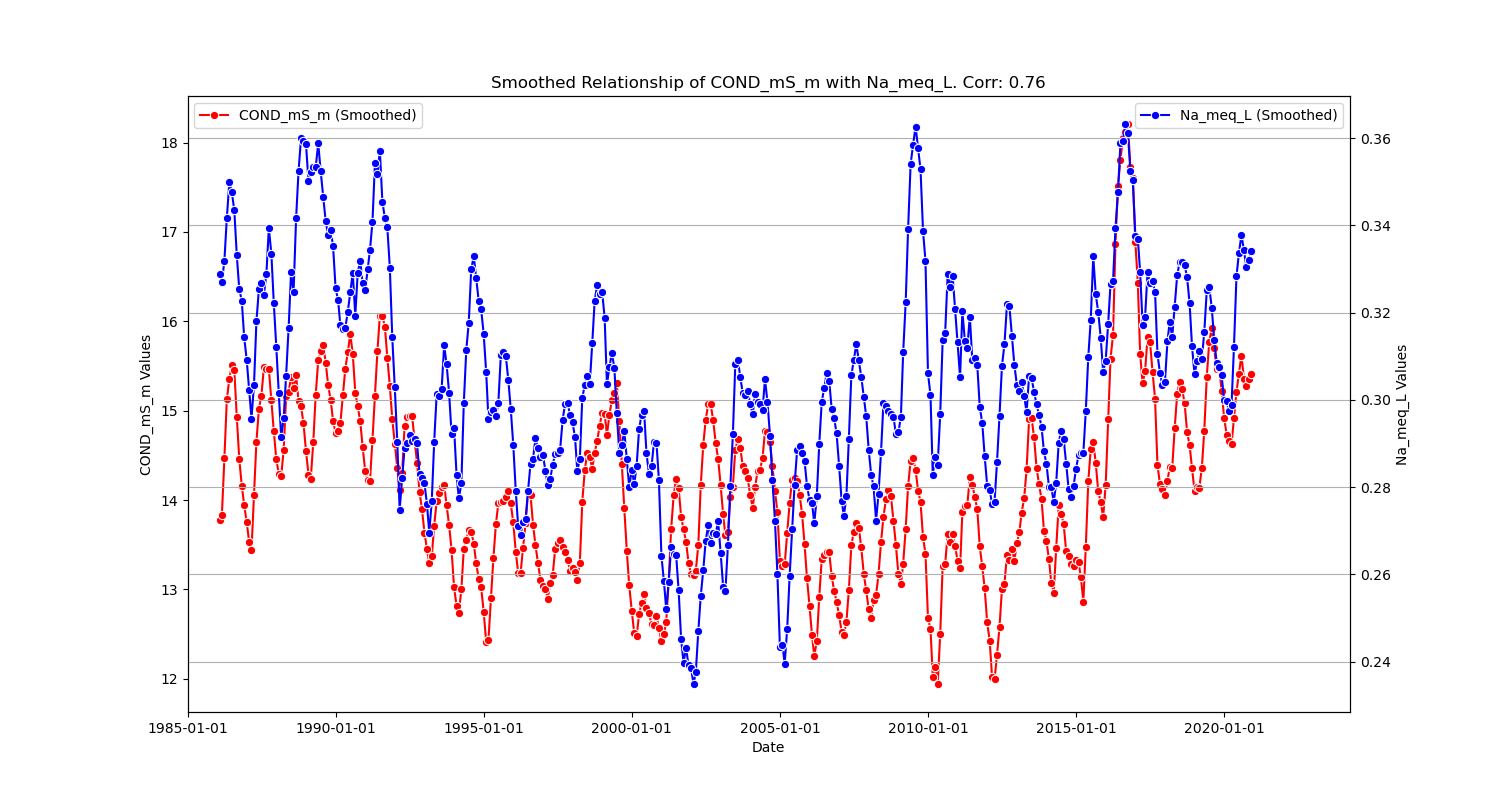 Smoothed Relationship of COND_mS_m with Na_meq_L. Corr: 0.76
COND_mS_m (Smoothed)
Na_meq_L (Smoothed)
COND_mS_m Values
18
17
16
15
14
13
12
0.36
0.34
0.32
0.30
0.28
0.26
0.24
Na_meq_L Values
1985-01-01 1990-01-01 1995-01-01 2000-01-01 2005-01-01 2010-01-01 2015-01-01 2020-01-01
Date